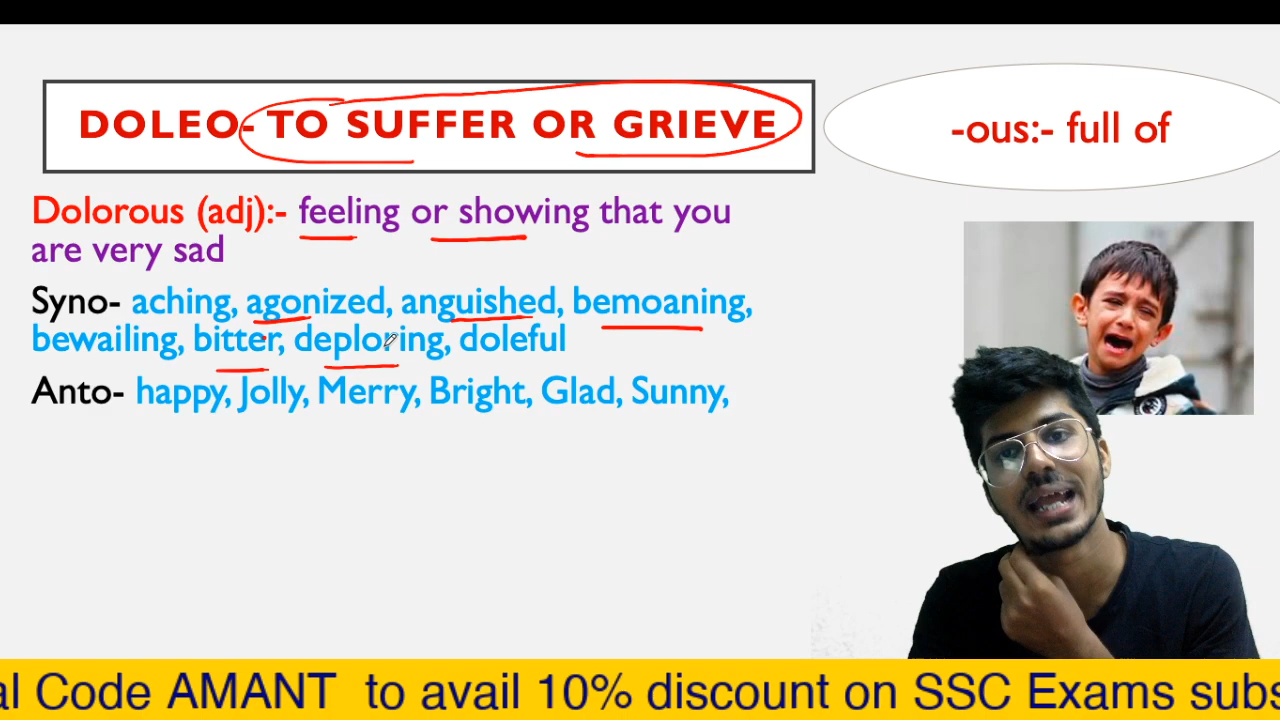 DOLEO- TO SUFFER OR GRIEVE
-ous:- full of
Dolorous (adj):- feeling or showing that you
are very sad
Syno- aching, agonized, anguished, bemoaning,
bewailing, bitter, deploring, doleful
Anto- happy, Jolly, Merry, Bright, Glad, Sunny,
al Code AMANT to avail 10% discount on SSC Exams subs